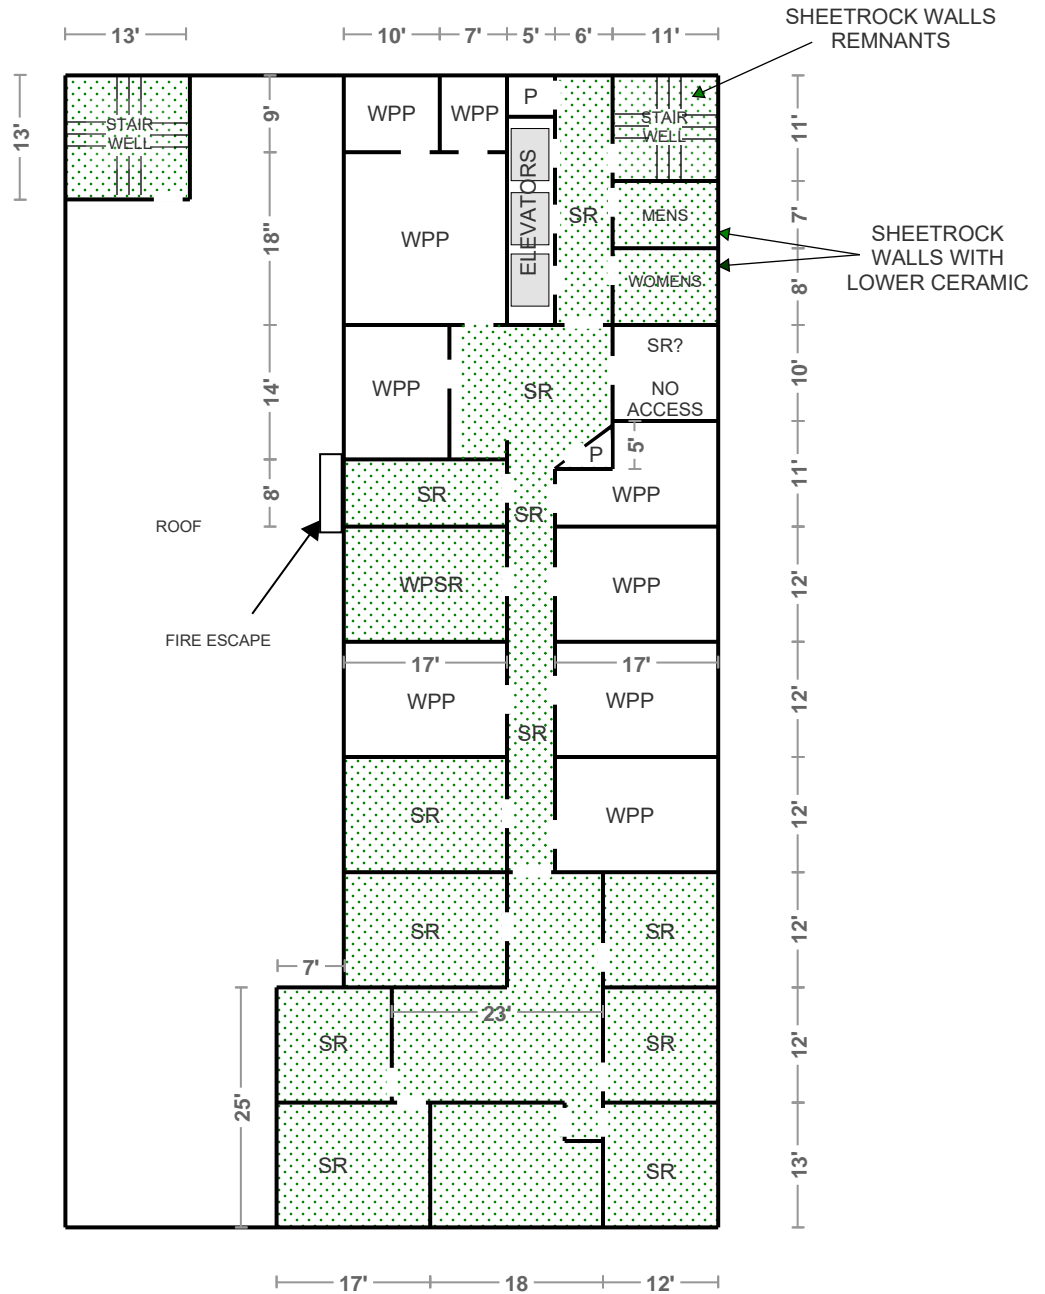 SHEETROCK WALLS
REMNANTS
13'
10'
7'
5'
6'
11'
13'
9'
WPP
WPP
P
STAIR
WELL
STAIR
WELL
11'
ELEVATORS
SR
MENS
7'
SHEETROCK
WALLS WITH
LOWER CERAMIC
18"
WPP
WOMENS
8'
SR?
NO
ACCESS
10'
14'
WPP
SR
P
5'
8'
SR
SR
WPP
11'
ROOF
WPSR
WPP
12'
FIRE ESCAPE
17'
17'
WPP
WPP
12'
SR
SR
WPP
12'
SR
SR
12'
7'
23'
SR
SR
12'
25'
SR
SR
13'
17'
18
12'